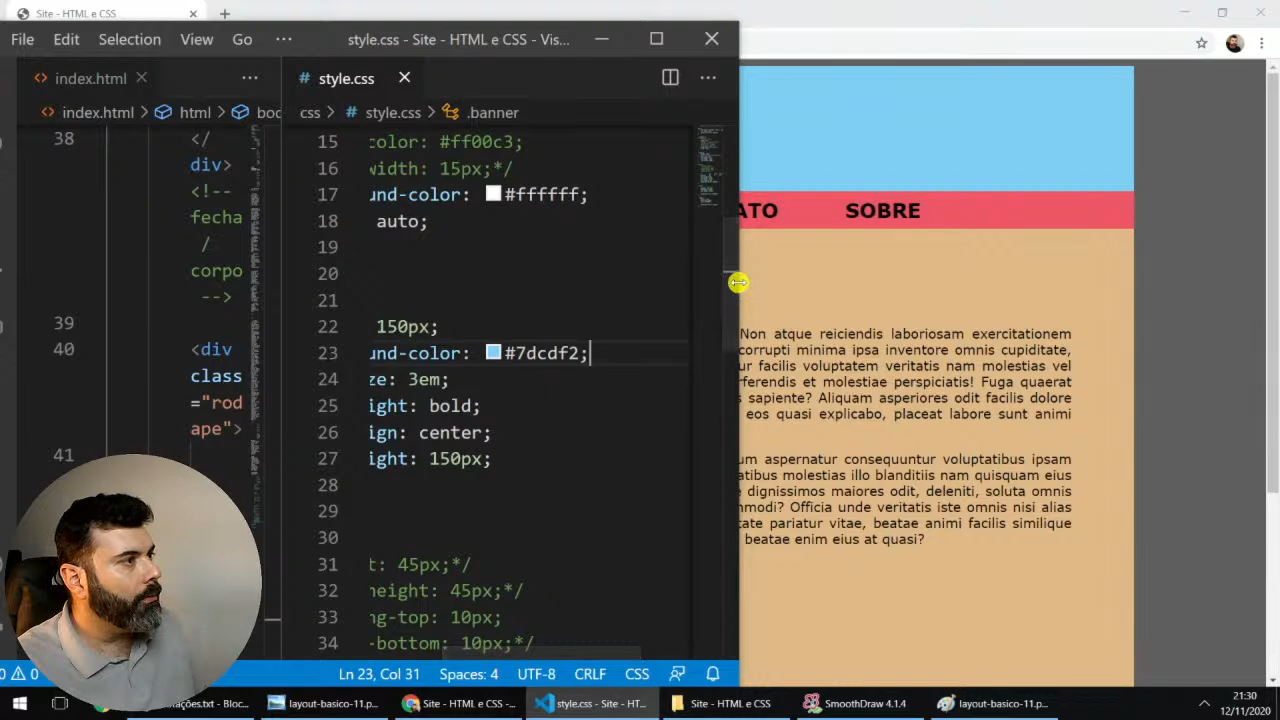 Site - HTML e CSS
File Edit Selection View Go ··· style.css - Site - HTML e CSS - Vis...
index.html
# style.css
index.html > html > boc
css > # style.css > .banner
38 </
div>
<!--
fecha
/
corpo
-->
39
40 <div
class
="rod
ape">
41
15 color: #ff00c3;
16 width: 15px;*/
17 und-color: #ffffff;
18 auto;
19
20
21
22 150px;
23 und-color: #7dcdf2;
24 ze: 3em;
25 ight: bold;
26 ign: center;
27 ight: 150px;
28
29
30
31 t: 45px;*/
32 height: 45px;*/
33 ng-top: 10px;
34 -bottom: 10px;*/
ATO SOBRE
Non atque reiciendis laboriosam exercitationem
corrupti minima ipsa inventore omnis cupiditate,
ur facilis voluptatem veritatis nam molestias vel
rferendis et molestiae perspiciatis! Fuga quaerat
s sapiente? Aliquam asperiores odit facilis dolore
eos quasi explicabo, placeat labore sunt animi
um aspernatur consequuntur voluptatibus ipsam
atibus molestias illo blanditiis nam quisquam eius
e dignissimos maiores odit, deleniti, soluta omnis
nmodi? Officia unde veritatis iste omnis nisi alias
tate pariatur vitae, beatae animi facilis similique
beatae enim eius at quasi?
0 0 Ln 23, Col 31 Spaces: 4 UTF-8 CRLF CSS
tações.txt - Bloc... layout-basico-11.p... Site - HTML e CSS -... style.css - Site - HT... Site - HTML e CSS SmoothDraw 4.1.4 layout-basico-11.p...
21:30
12/11/2020